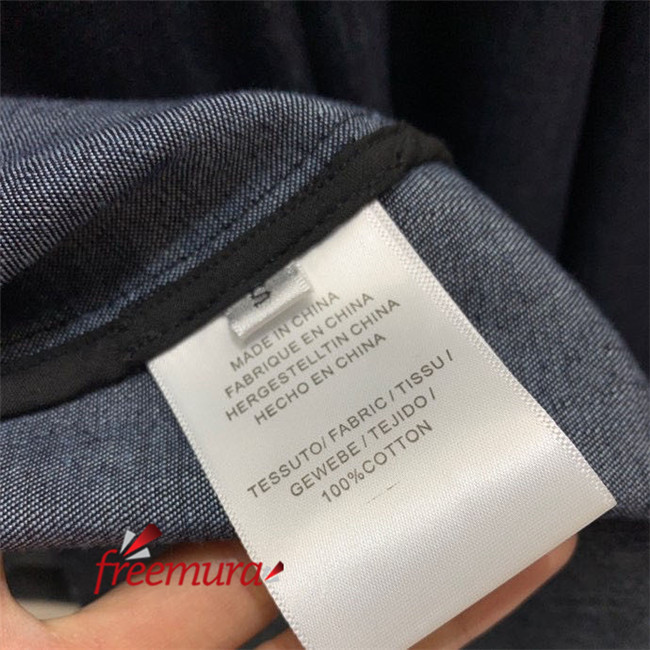 S
MADE IN CHINA
FABRIQUE EN CHINA
HERGESTELLTIN CHINA
HECHO EN CHINA
TESSUTO/ FABRIC / TISSU /
GEWEBE / TEJIDO /
100%COTTON
freemura